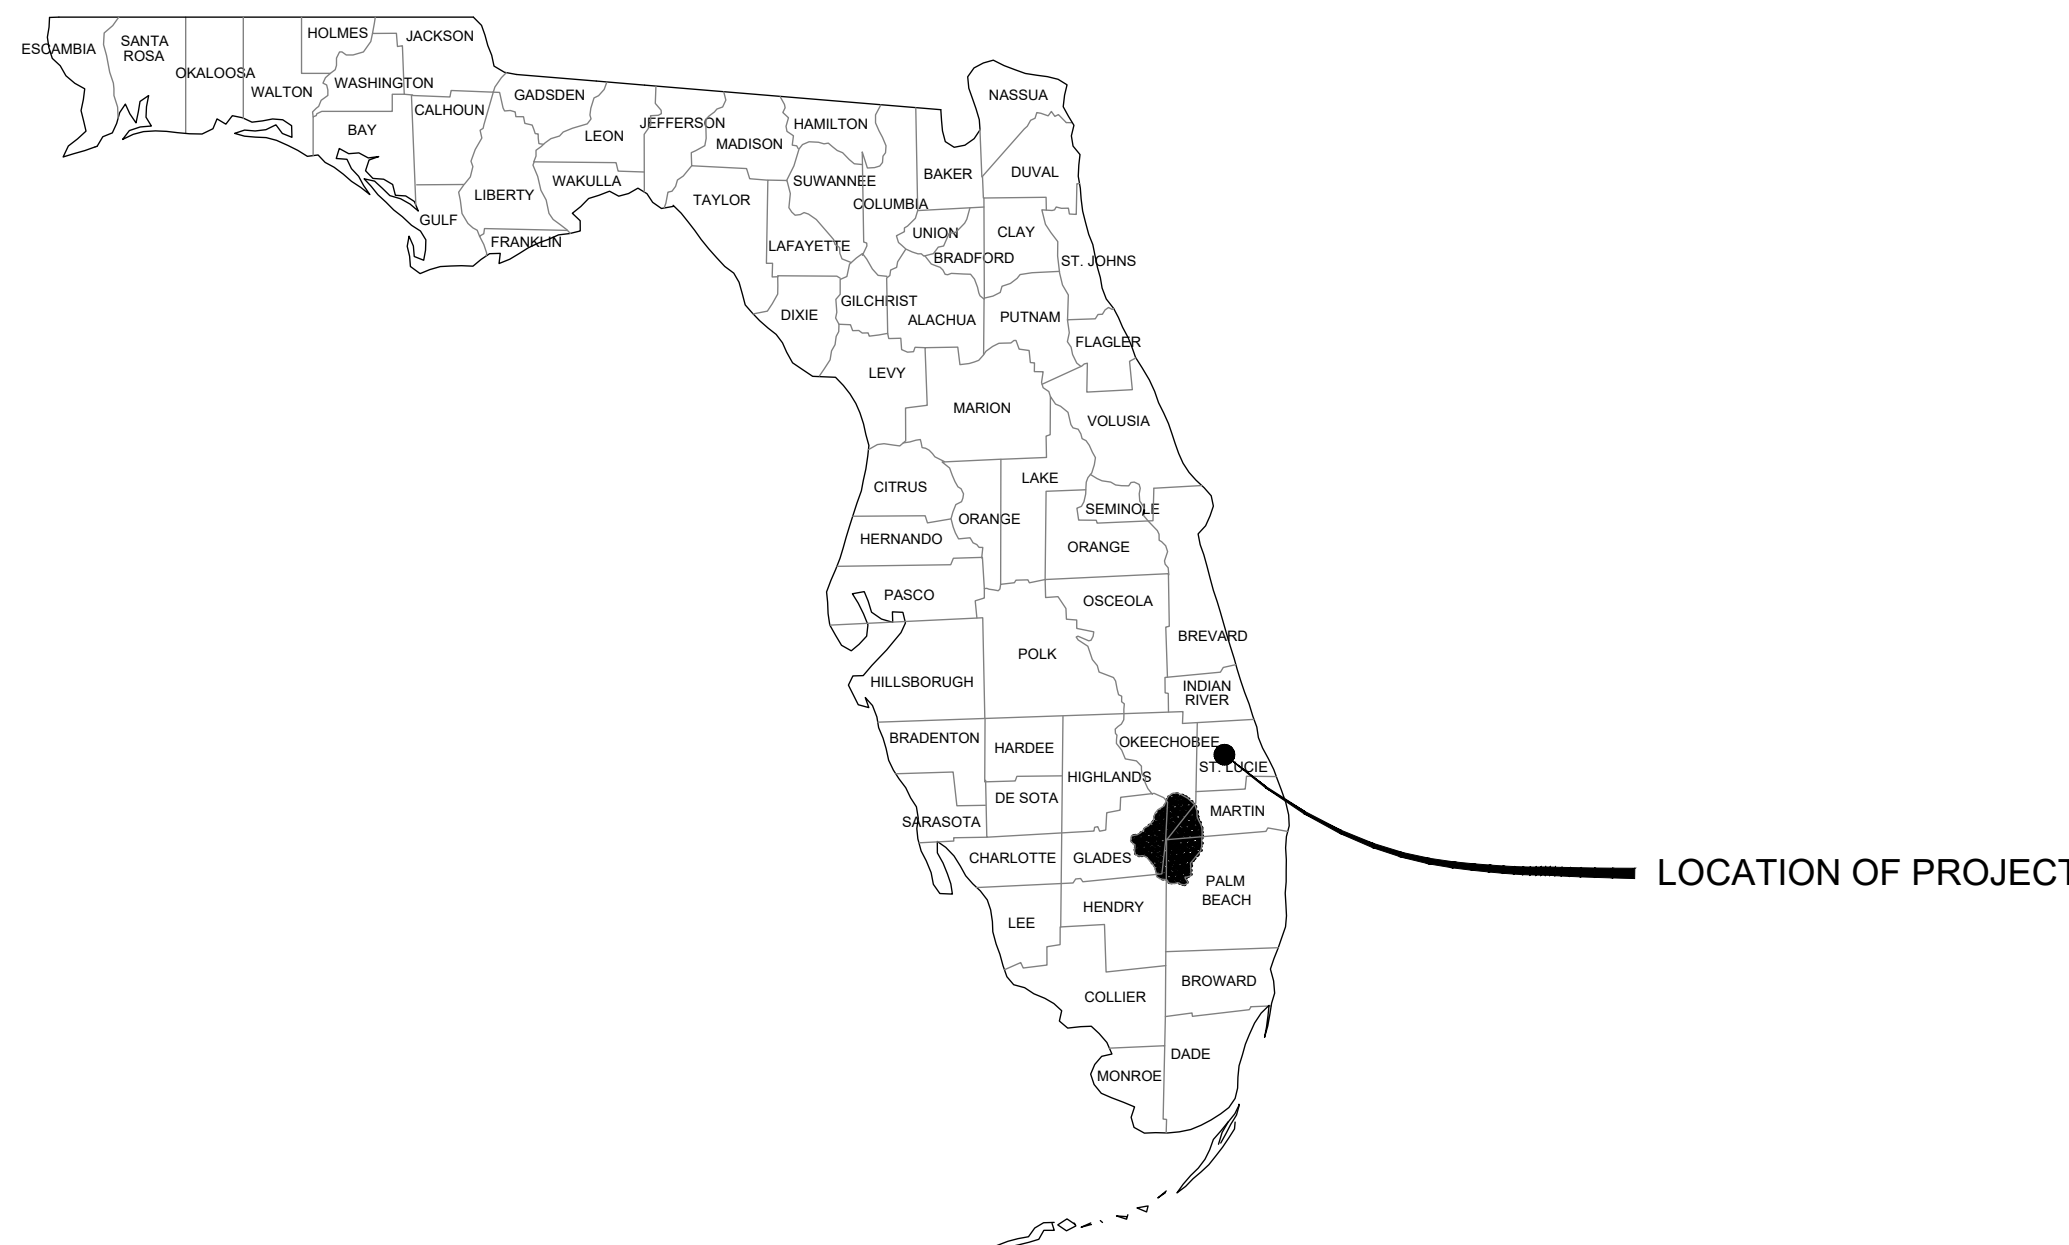 HOLMES
JACKSON
ESCAMBIA
SANTA
ROSA
OKALOOSA
WALTON
WASHINGTON
CALHOUN
BAY
GADSDEN
LEON
JEFFERSON
MADISON
HAMILTON
NASSUA
LIBERTY
WAKULLA
TAYLOR
SUWANNEE
COLUMBIA
BAKER
DUVAL
GULF
FRANKLIN
LAFAYETTE
UNION
BRADFORD
CLAY
ST. JOHNS
DIXIE
GILCHRIST
ALACHUA
PUTNAM
FLAGLER
LEVY
MARION
VOLUSIA
CITRUS
LAKE
SEMINOLE
ORANGE
HERNANDO
ORANGE
PASCO
OSCEOLA
BREVARD
POLK
HILLSBORUGH
INDIAN
RIVER
BRADENTON
HARDEE
OKEECHOBEE
ST. LUCIE
HIGHLANDS
DE SOTA
MARTIN
SARASOTA
CHARLOTTE
GLADES
LOCATION OF PROJECT
PALM
BEACH
HENDRY
LEE
BROWARD
COLLIER
DADE
MONROE